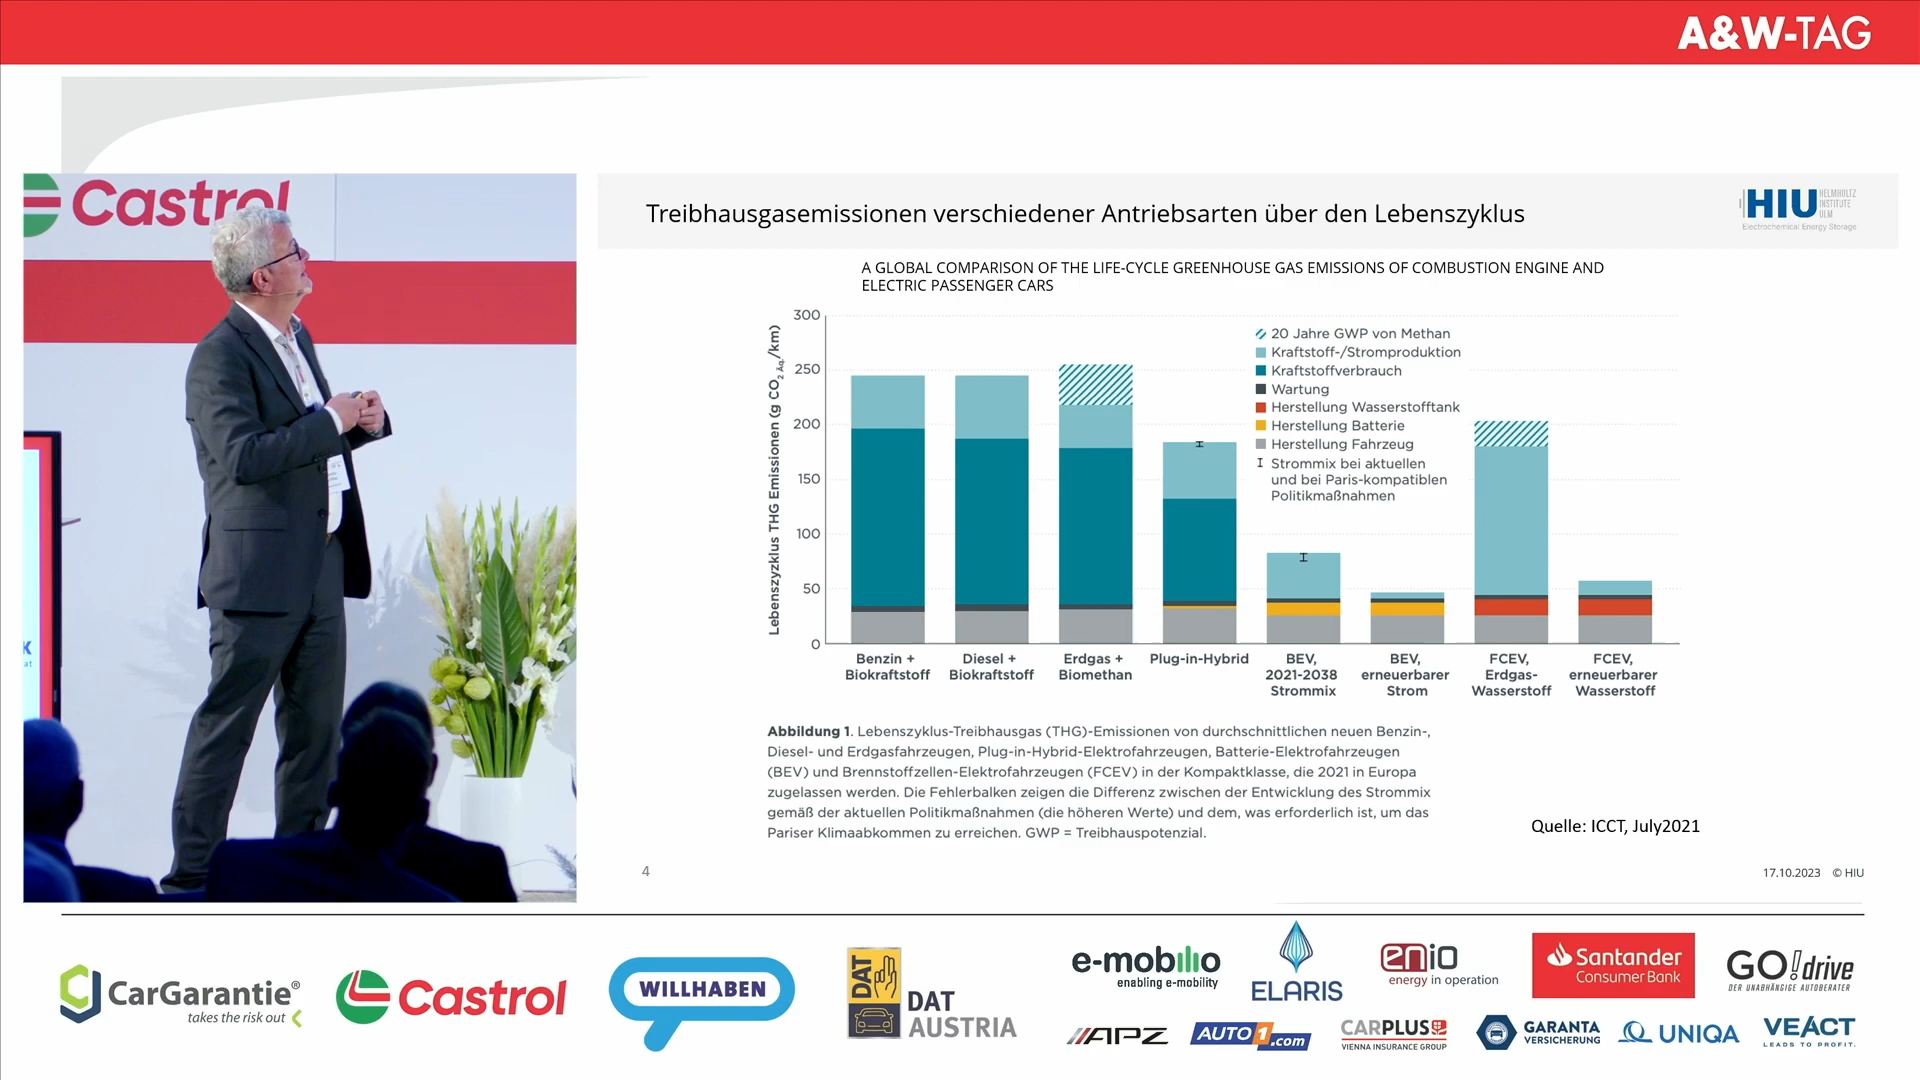 A&W-TAG
Castrol
Treibhausgasemissionen verschiedener Antriebsarten über den Lebenszyklus
HIU
HELMHOLTZ
INSTITUTE
ULM
Electrochemical Energy Storage
A GLOBAL COMPARISON OF THE LIFE-CYCLE GREENHOUSE GAS EMISSIONS OF COMBUSTION ENGINE AND
ELECTRIC PASSENGER CARS
Lebenszyzklus THG Emissionen (g CO2 Äq./km)
300
250
200
150
100
50
0
20 Jahre GWP von Methan
Kraftstoff-/Stromproduktion
Kraftstoffverbrauch
Wartung
Herstellung Wasserstofftank
Herstellung Batterie
Herstellung Fahrzeug
Strommix bei aktuellen
und bei Paris-kompatiblen
Politikmaßnahmen
Benzin +
Biokraftstoff
Diesel +
Biokraftstoff
Erdgas +
Biomethan
Plug-in-Hybrid
BEV,
2021-2038
Strommix
BEV,
erneuerbarer
Strom
FCEV,
Erdgas-
Wasserstoff
FCEV,
erneuerbarer
Wasserstoff
Abbildung 1. Lebenszyklus-Treibhausgas (THG)-Emissionen von durchschnittlichen neuen Benzin-,
Diesel- und Erdgasfahrzeugen, Plug-in-Hybrid-Elektrofahrzeugen, Batterie-Elektrofahrzeugen
(BEV) und Brennstoffzellen-Elektrofahrzeugen (FCEV) in der Kompaktklasse, die 2021 in Europa
zugelassen werden. Die Fehlerbalken zeigen die Differenz zwischen der Entwicklung des Strommix
gemäß der aktuellen Politikmaßnahmen (die höheren Werte) und dem, was erforderlich ist, um das
Pariser Klimaabkommen zu erreichen. GWP = Treibhauspotenzial.
Quelle: ICCT, July2021
4
17.10.2023 © HIU
CarGarantie®
takes the risk out
Castrol
WILLHABEN
DAT
DAT
AUSTRIA
e-mobilio
enabling e-mobility
ELARIS
enio
energy in operation
Santander
Consumer Bank
GO!drive
DER UNABHÄNGIGE AUTOBERATER
APZ
AUTO1.com
CARPLUS
VIENNA INSURANCE GROUP
GARANTA
VERSICHERUNG
UNIQA
VEACT
LEADS TO PROFIT.